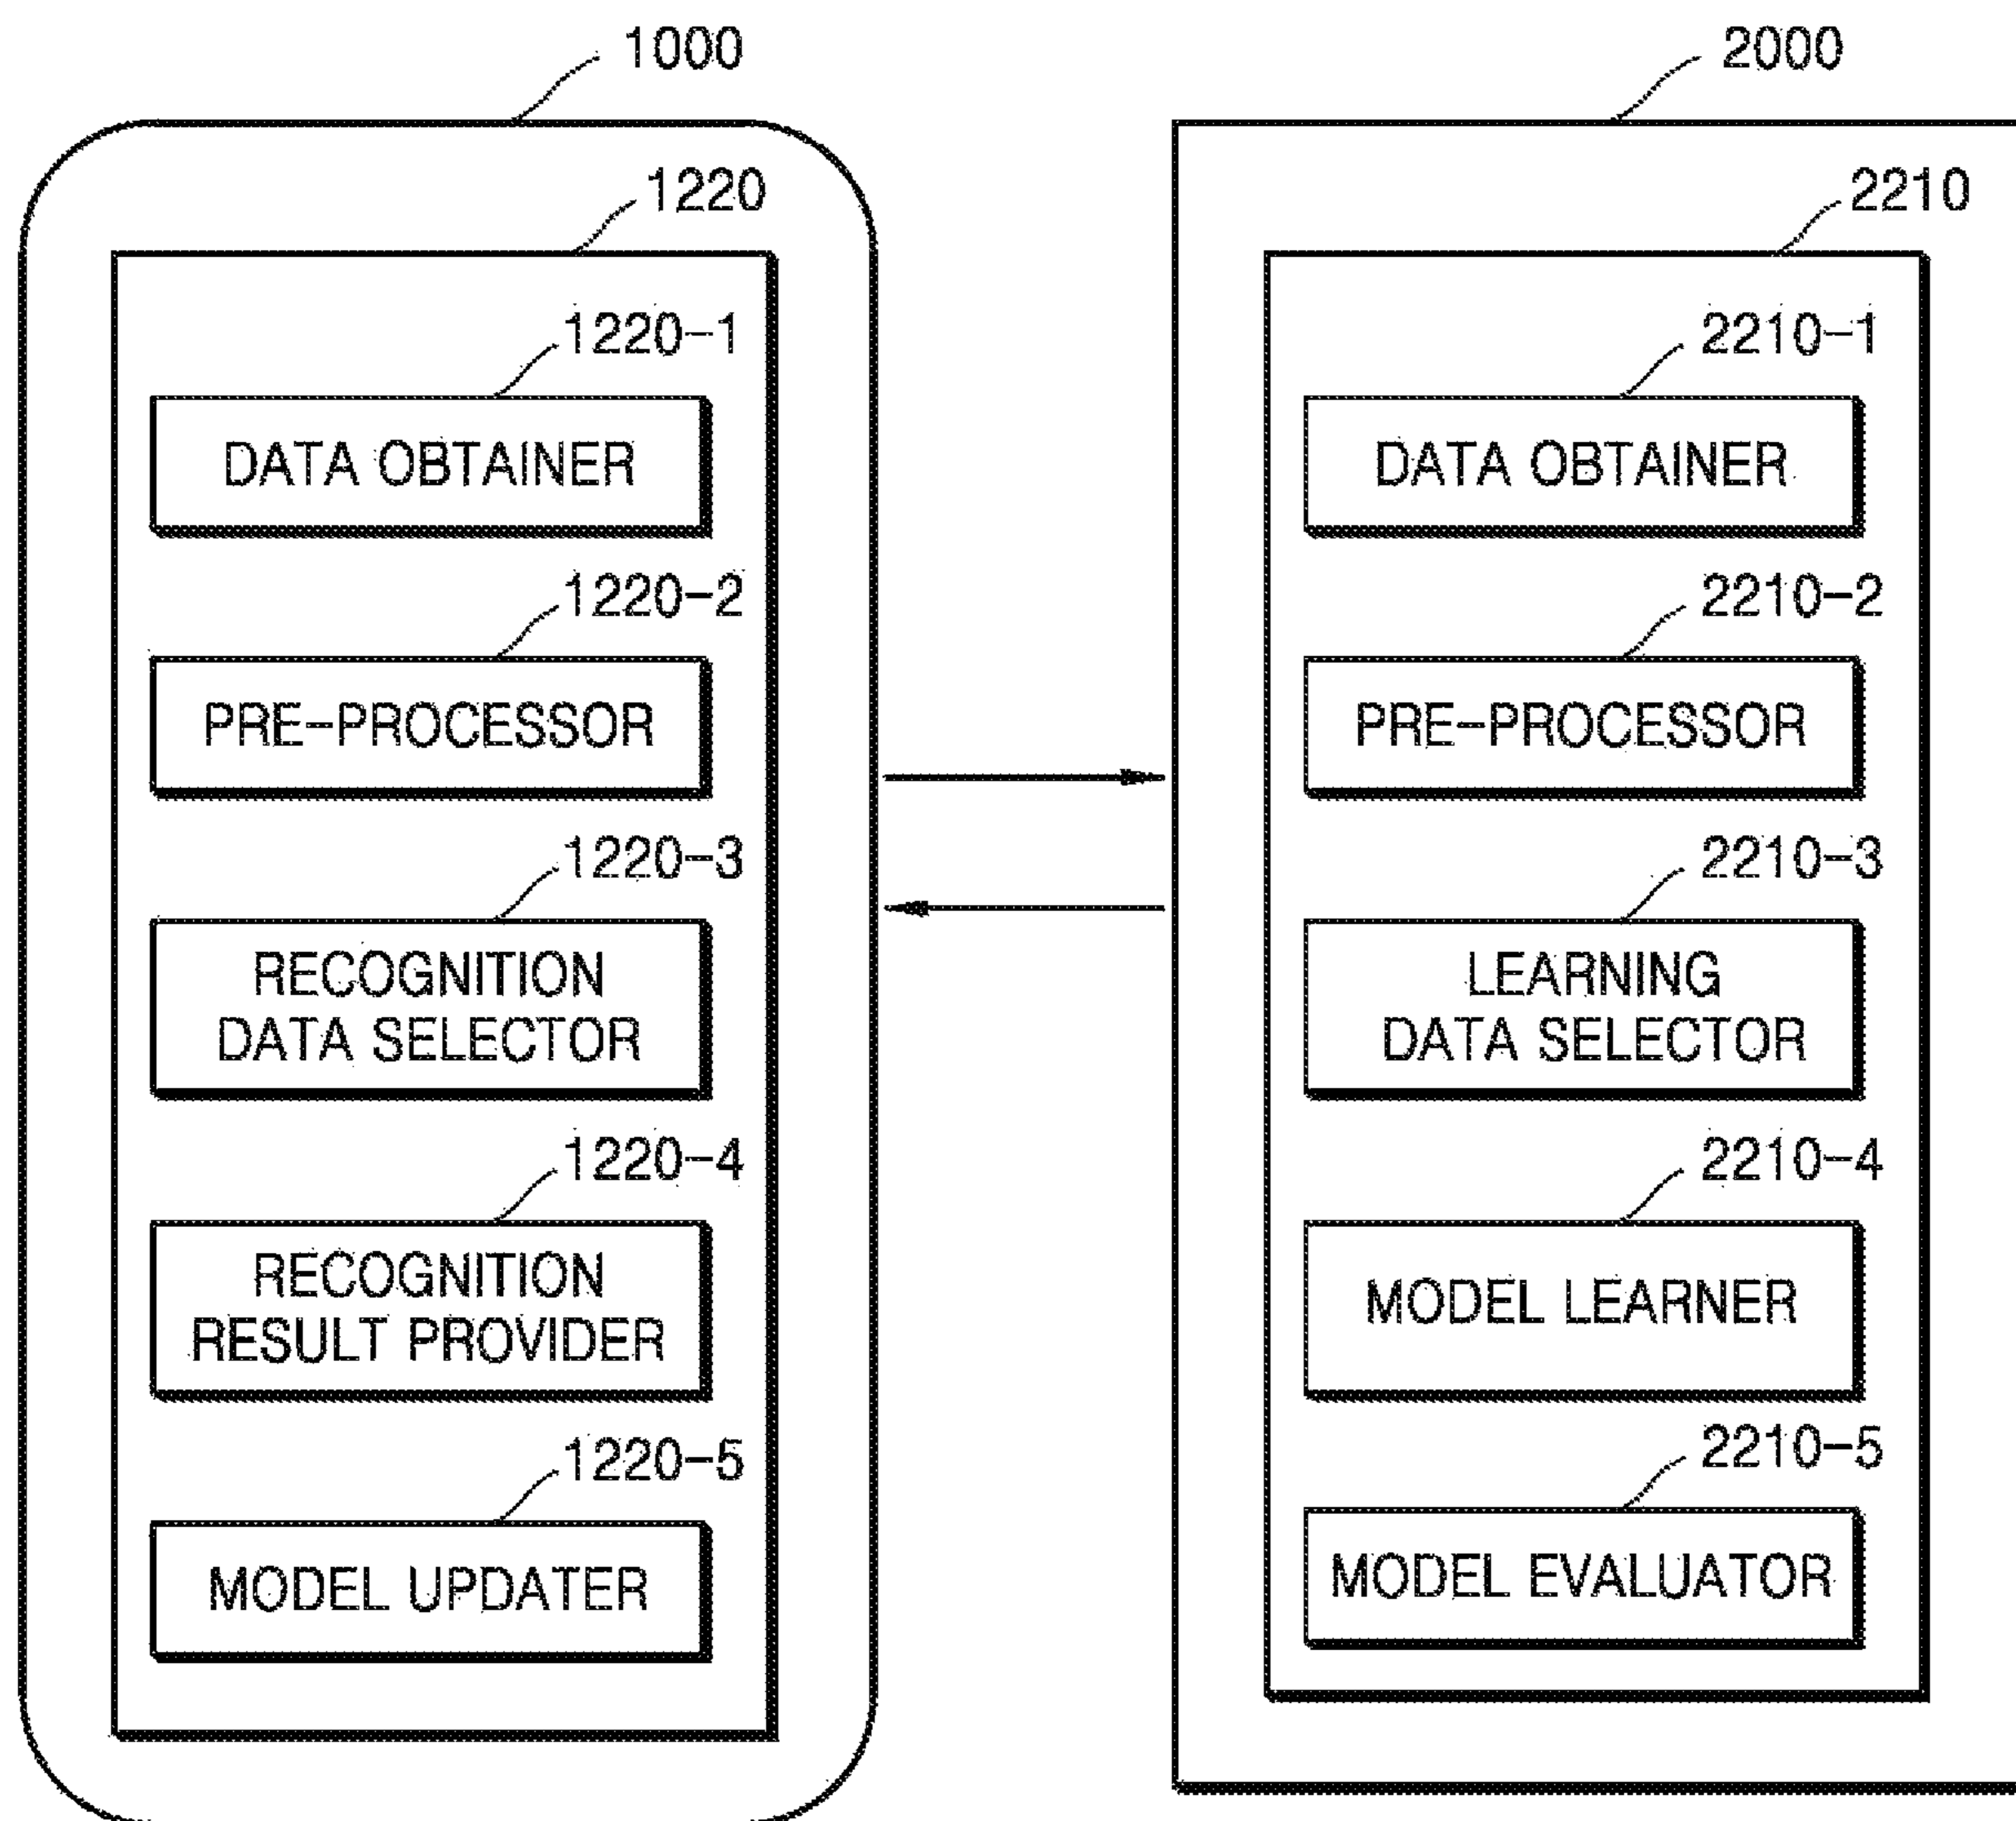 1000
1220
1220-1
DATA OBTAINER
1220-2
PRE-PROCESSOR
1220-3
RECOGNITION
DATA SELECTOR
1220-4
RECOGNITION
RESULT PROVIDER
1220-5
MODEL UPDATER
2000
2210
2210-1
DATA OBTAINER
2210-2
PRE-PROCESSOR
2210-3
LEARNING
DATA SELECTOR
2210-4
MODEL LEARNER
2210-5
MODEL EVALUATOR